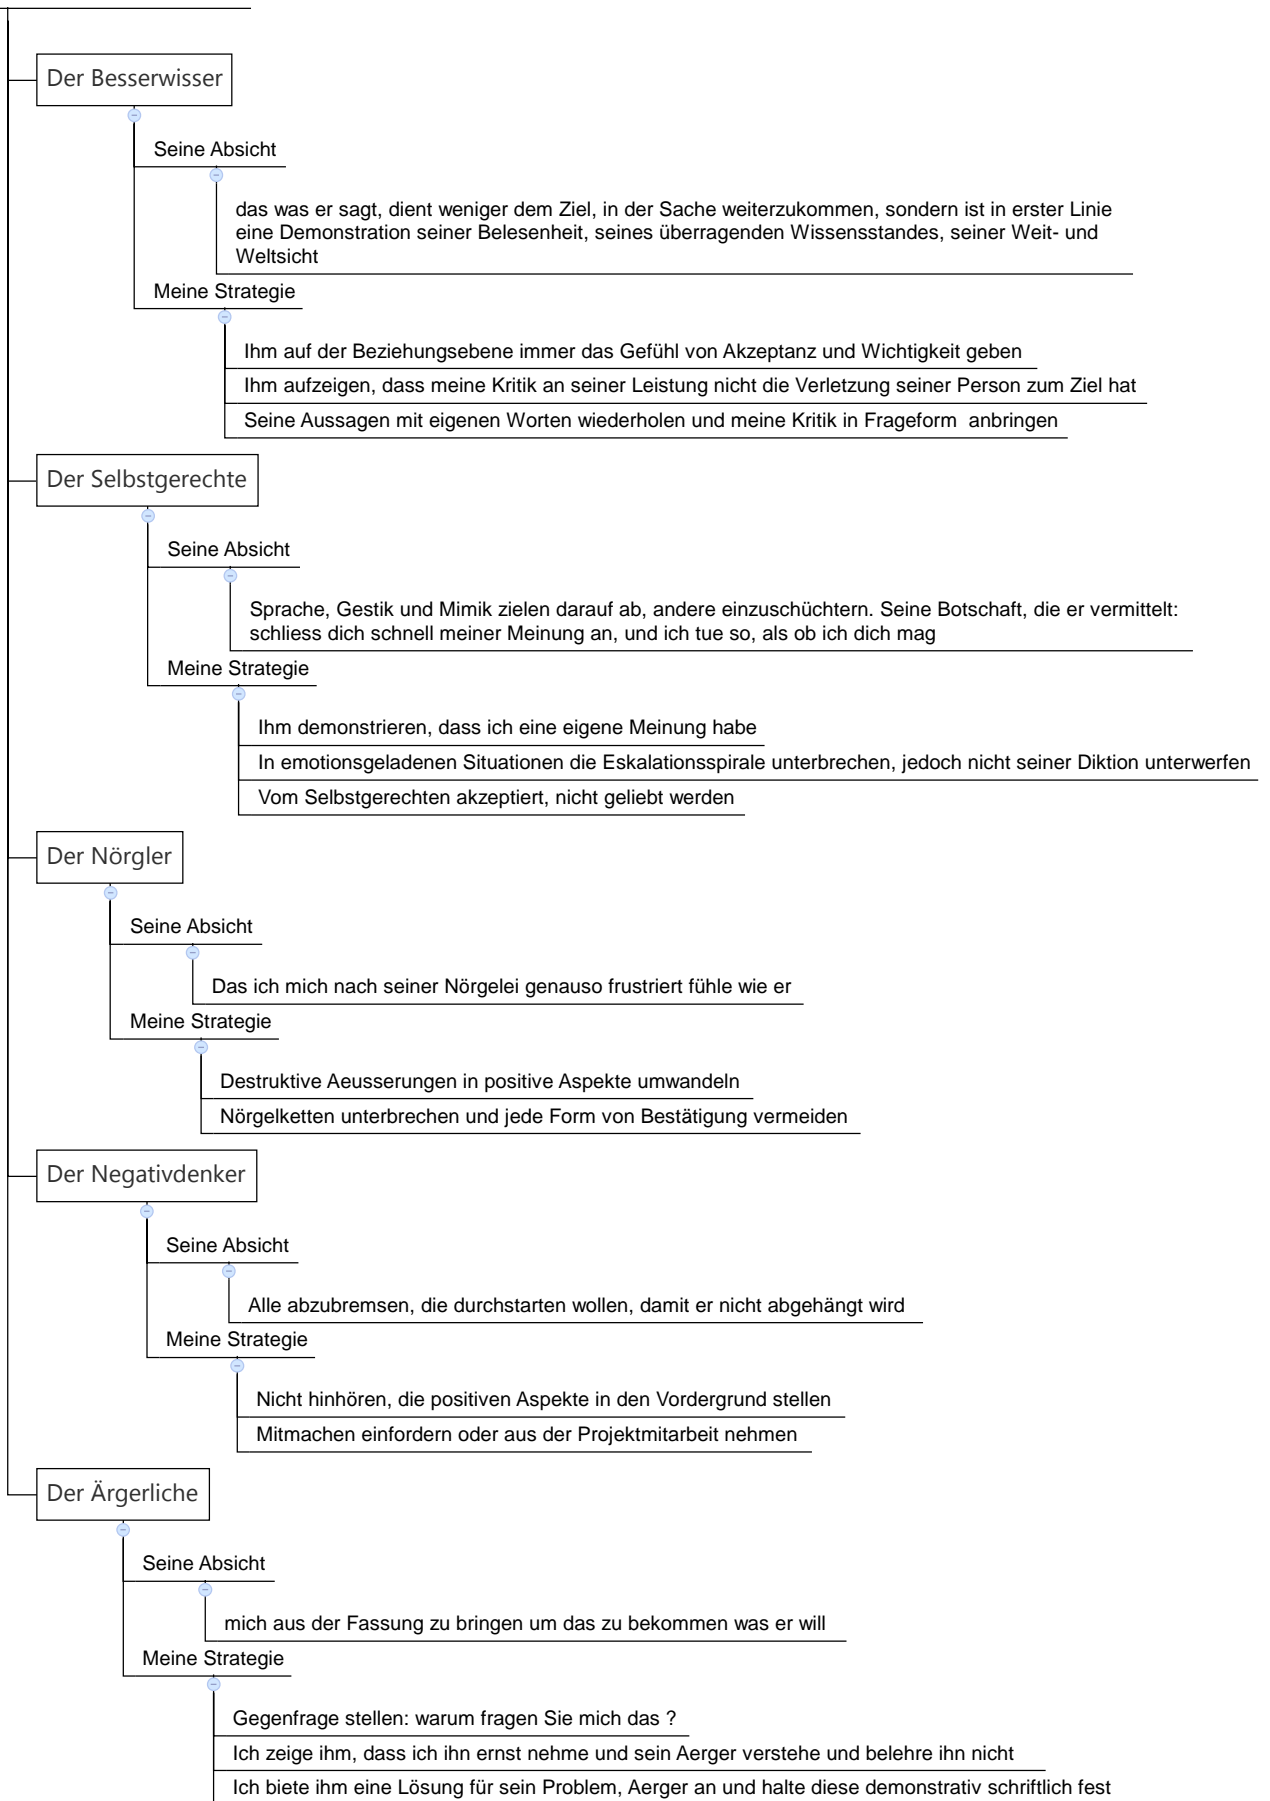 Der Besserwisser
Seine Absicht
das was er sagt, dient weniger dem Ziel, in der Sache weiterzukommen, sondern ist in erster Linie
eine Demonstration seiner Belesenheit, seines überragenden Wissensstandes, seiner Weit- und
Weltsicht
Meine Strategie
Ihm auf der Beziehungsebene immer das Gefühl von Akzeptanz und Wichtigkeit geben
Ihm aufzeigen, dass meine Kritik an seiner Leistung nicht die Verletzung seiner Person zum Ziel hat
Seine Aussagen mit eigenen Worten wiederholen und meine Kritik in Frageform  anbringen
Der Selbstgerechte
Seine Absicht
Sprache, Gestik und Mimik zielen darauf ab, andere einzuschüchtern. Seine Botschaft, die er vermittelt:
schliess dich schnell meiner Meinung an, und ich tue so, als ob ich dich mag
Meine Strategie
Ihm demonstrieren, dass ich eine eigene Meinung habe
In emotionsgeladenen Situationen die Eskalationsspirale unterbrechen, jedoch nicht seiner Diktion unterwerfen
Vom Selbstgerechten akzeptiert, nicht geliebt werden
Der Nörgler
Seine Absicht
Das ich mich nach seiner Nörgelei genauso frustriert fühle wie er
Meine Strategie
Destruktive Aeusserungen in positive Aspekte umwandeln
Nörgelketten unterbrechen und jede Form von Bestätigung vermeiden
Der Negativdenker
Seine Absicht
Alle abzubremsen, die durchstarten wollen, damit er nicht abgehängt wird
Meine Strategie
Nicht hinhören, die positiven Aspekte in den Vordergrund stellen
Mitmachen einfordern oder aus der Projektmitarbeit nehmen
Der Ärgerliche
Seine Absicht
mich aus der Fassung zu bringen um das zu bekommen was er will
Meine Strategie
Gegenfrage stellen: warum fragen Sie mich das ?
Ich zeige ihm, dass ich ihn ernst nehme und sein Aerger verstehe und belehre ihn nicht
Ich biete ihm eine Lösung für sein Problem, Aerger an und halte diese demonstrativ schriftlich fest